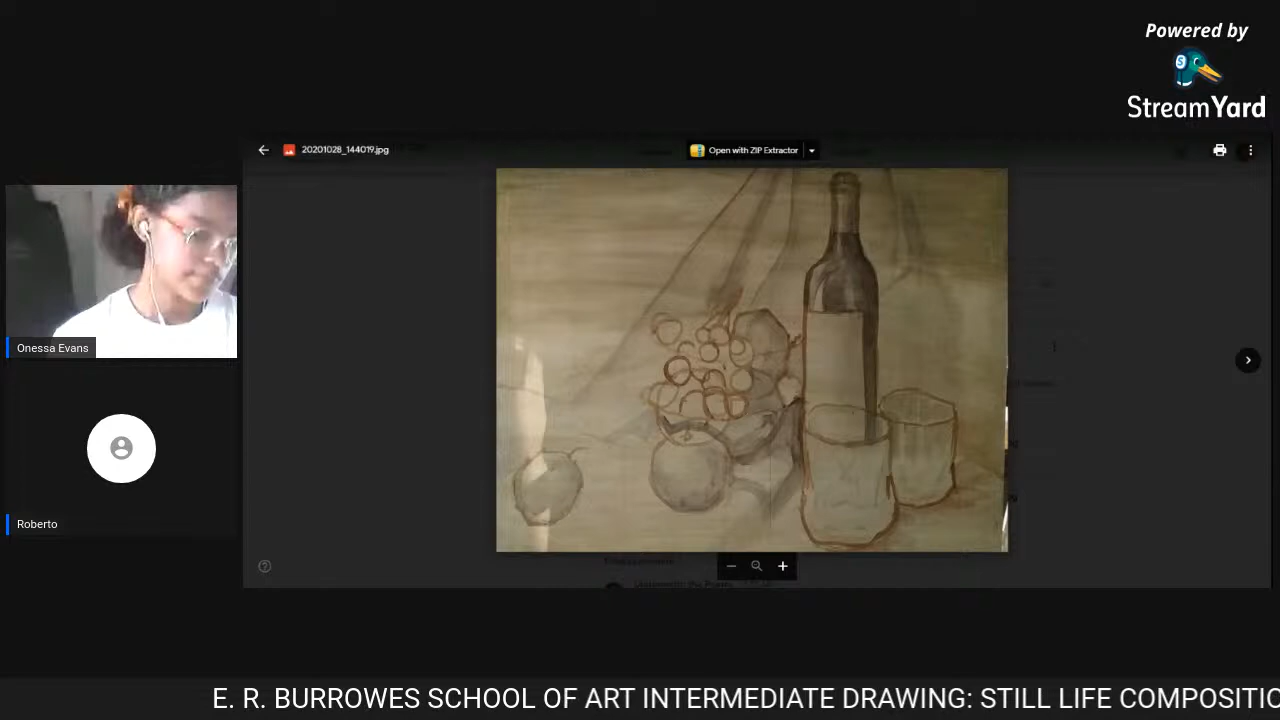 Powered by
StreamYard
20201028_144019.jpg
Open with ZIP Extractor
Onessa Evans
Roberto
E. R. BURROWES SCHOOL OF ART INTERMEDIATE DRAWING: STILL LIFE COMPOSITIO